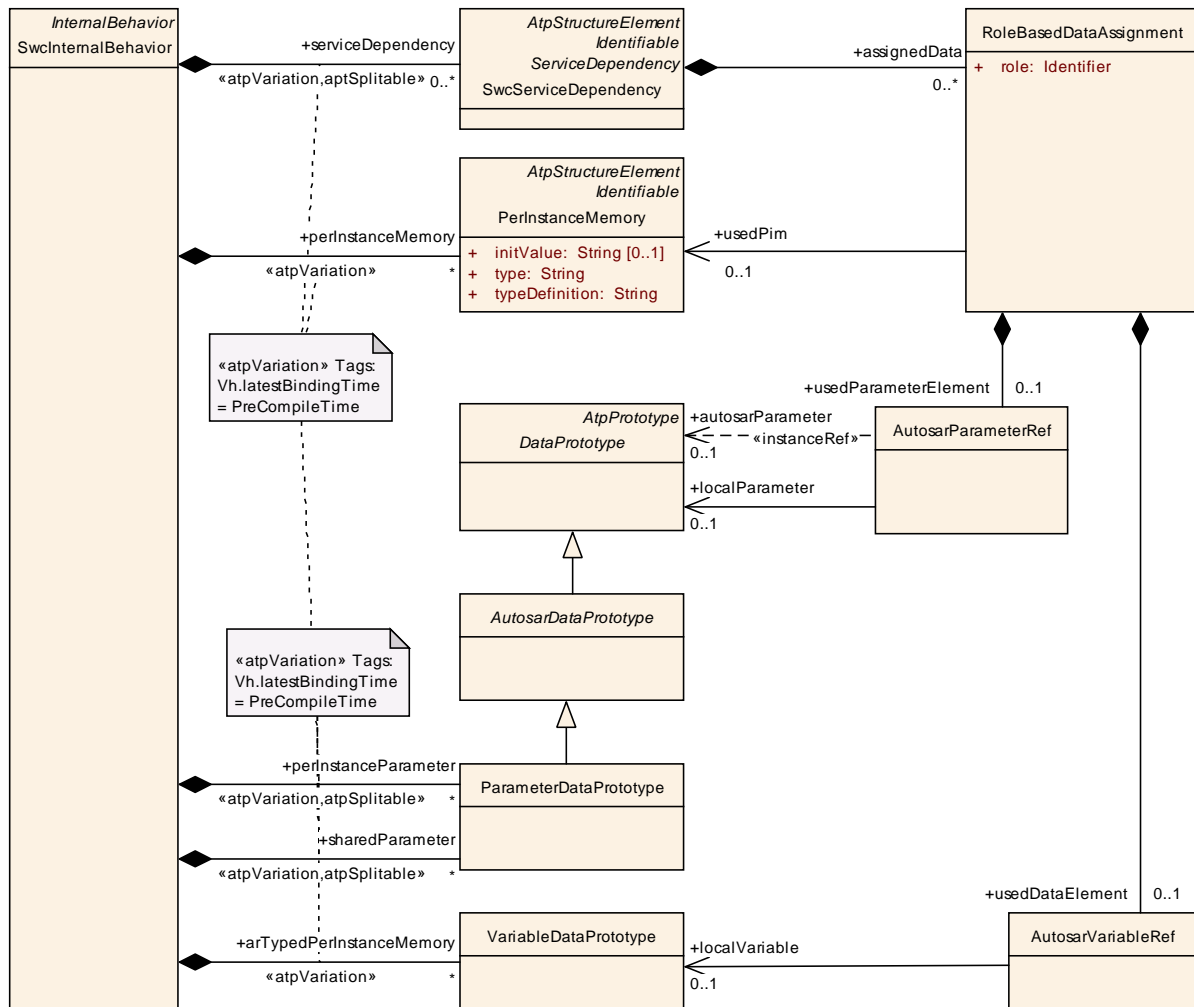 InternalBehavior
SwcInternalBehavior
+serviceDependency
«atpVariation,aptSplitable»
0..*
AtpStructureElement
Identifiable
ServiceDependency
SwcServiceDependency
+assignedData
0..*
RoleBasedDataAssignment
+ role: Identifier
AtpStructureElement
Identifiable
PerInstanceMemory
+ initValue: String [0..1]
+ type: String
+ typeDefinition: String
+perInstanceMemory
«atpVariation»
*
+usedPim
0..1
«atpVariation» Tags:
Vh.latestBindingTime
= PreCompileTime
+usedParameterElement
0..1
AtpPrototype
DataPrototype
+autosarParameter
«instanceRef»
0..1
AutosarParameterRef
+localParameter
0..1
AutosarDataPrototype
«atpVariation» Tags:
Vh.latestBindingTime
= PreCompileTime
+perInstanceParameter
«atpVariation,atpSplitable»
*
ParameterDataPrototype
+sharedParameter
«atpVariation,atpSplitable»
*
+usedDataElement
0..1
+arTypedPerInstanceMemory
«atpVariation»
*
VariableDataPrototype
+localVariable
0..1
AutosarVariableRef